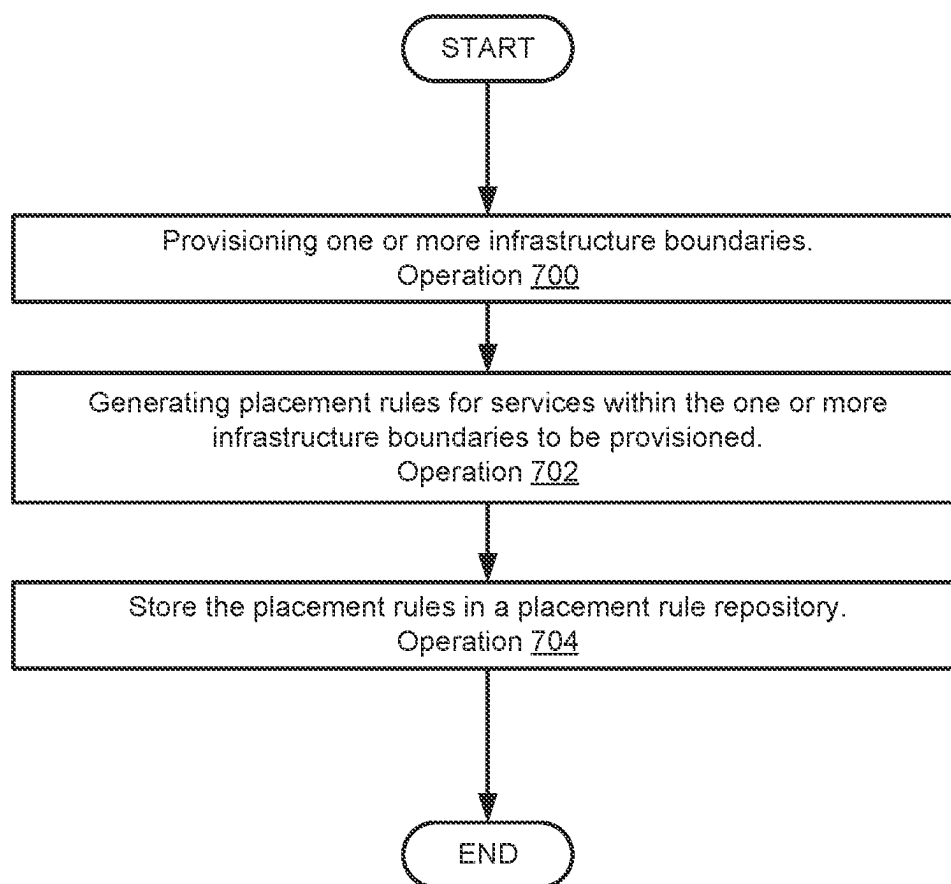 START
Provisioning one or more infrastructure boundaries.
Operation 700
Generating placement rules for services within the one or more
infrastructure boundaries to be provisioned.
Operation 702
Store the placement rules in a placement rule repository.
Operation 704
END